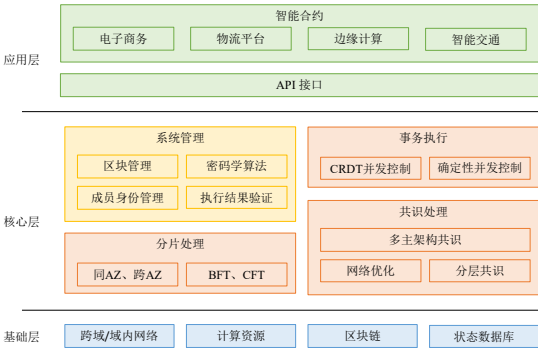 应用层
智能合约
电子商务
物流平台
边缘计算
智能交通
API 接口
核心层
系统管理
区块管理
密码学算法
成员身份管理
执行结果验证
分片处理
同AZ、跨AZ
BFT、CFT
事务执行
CRDT并发控制
确定性并发控制
共识处理
多主架构共识
网络优化
分层共识
基础层
跨域/域内网络
计算资源
区块链
状态数据库